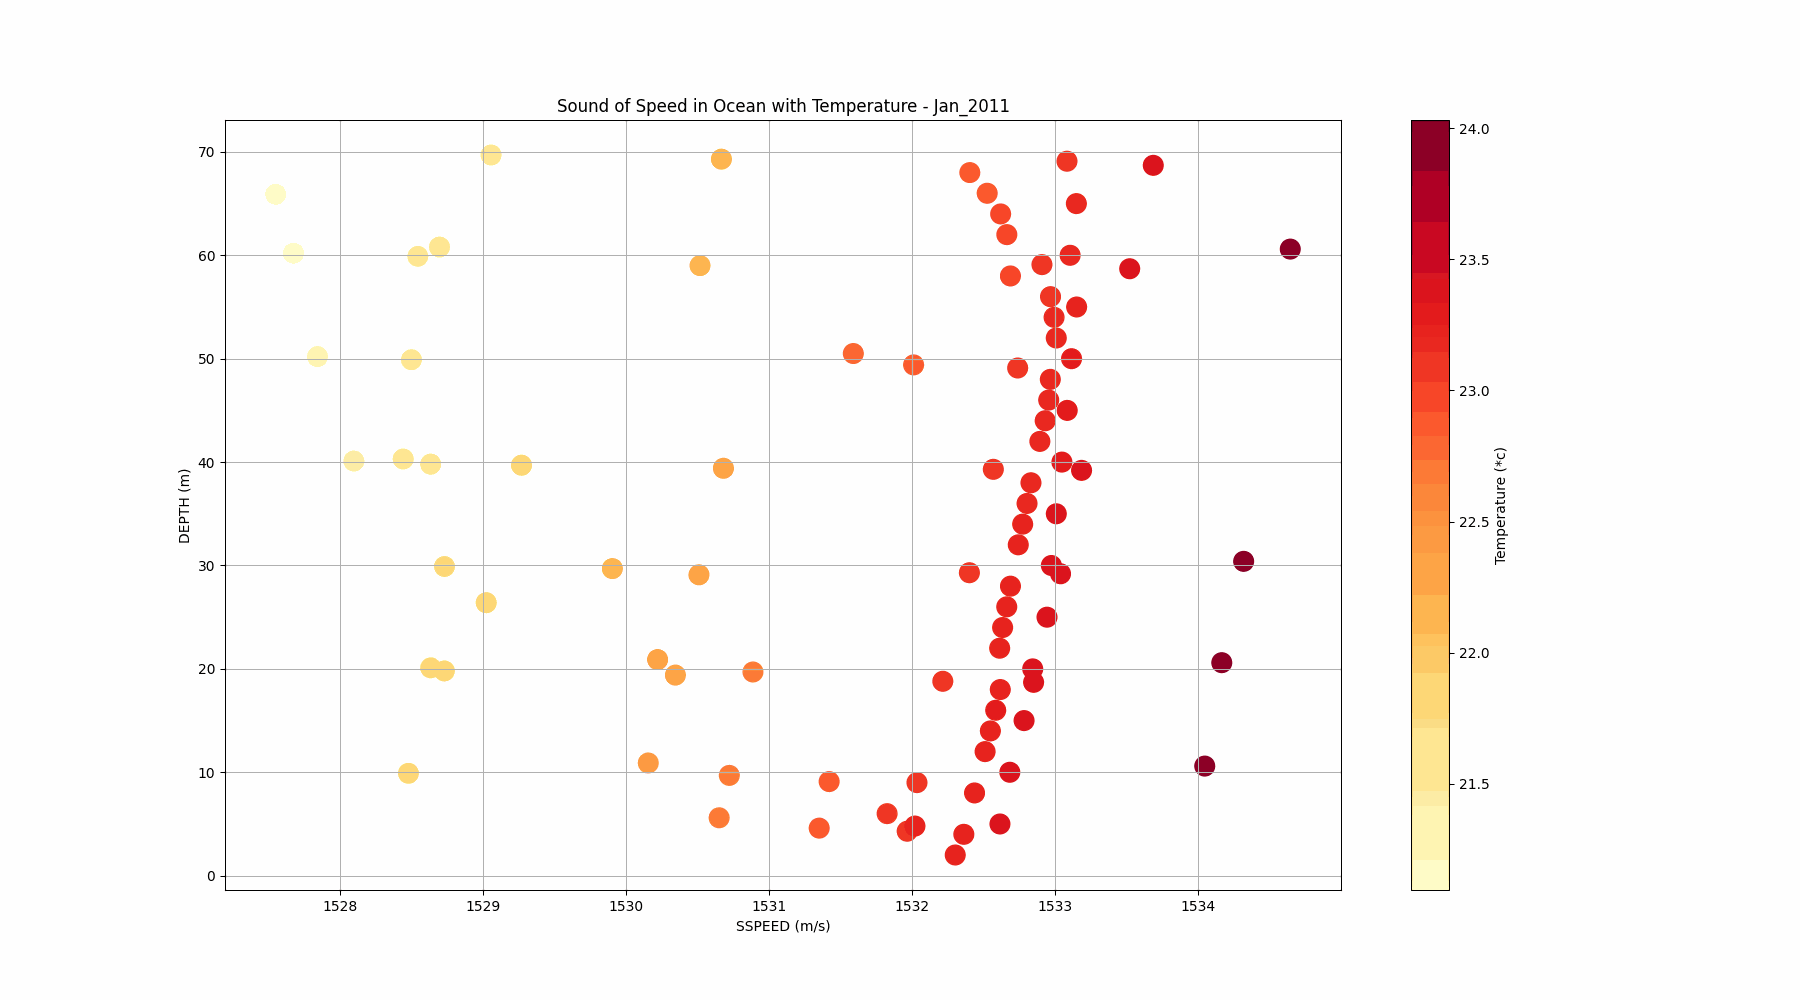 Sound of Speed in Ocean with Temperature - Jan_2011
70
60
50
40
30
20
10
0
DEPTH (m)
1528 1529 1530 1531 1532 1533 1534
SSPEED (m/s)
24.0
23.5
23.0
22.5
22.0
21.5
Temperature (*c)